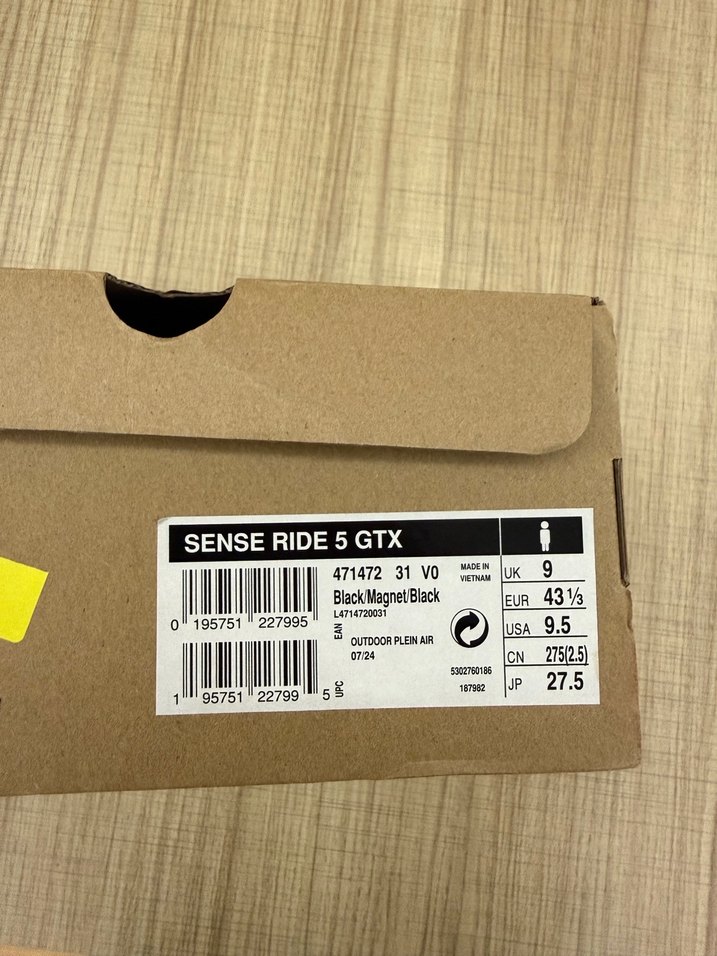 SENSE RIDE 5 GTX
0 195751 227995
1 95751 22799 5
EAN
UPC
471472 31 V0
Black/Magnet/Black
L4714720031
OUTDOOR PLEIN AIR
07/24
MADE IN
VIETNAM
5302760186
187982
UK 9
EUR 43 ⅓
USA 9.5
CN 275(2.5)
JP 27.5